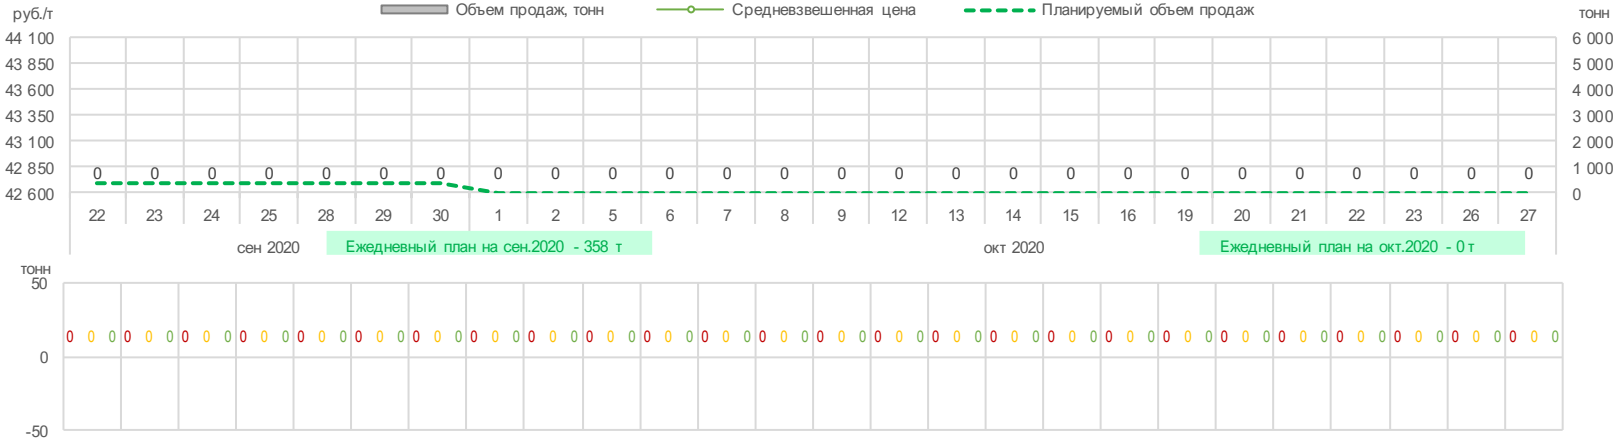 руб./т
Объем продаж, тонн Средневзвешенная цена Планируемый объем продаж
тонн
44 100 6 000
43 850 5 000
43 600 4 000
43 350 3 000
43 100 2 000
42 850 0 0 0 0 0 0 0 0 0 0 0 0 0 0 0 0 0 0 0 0 0 0 0 0 0 0 1 000
42 600 0
22 23 24 25 28 29 30 1 2 5 6 7 8 9 12 13 14 15 16 19 20 21 22 23 26 27
сен 2020 Ежедневный план на сен.2020 - 358 т окт 2020 Ежедневный план на окт.2020 - 0 т
тонн
50
0 0 0 0 0 0 0 0 0 0 0 0 0 0 0 0 0 0 0 0 0 0 0 0 0 0 0 0 0 0 0 0 0 0 0 0 0 0 0 0 0 0 0 0 0 0 0 0 0 0 0 0 0 0 0 0 0 0 0 0 0 0 0 0 0 0 0 0 0 0 0 0 0 0 0 0 0 0
0
-50